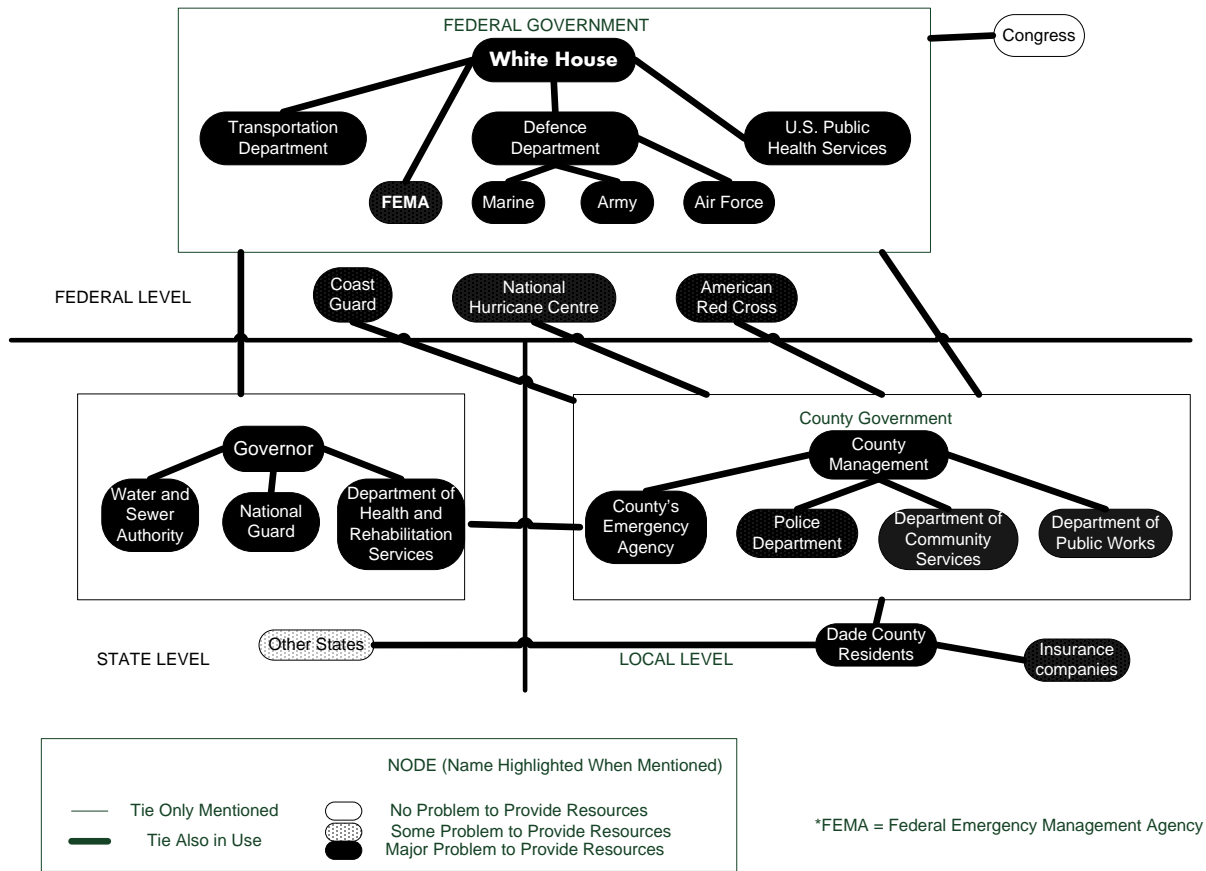 FEDERAL GOVERNMENT
Congress
White House
Transportation
Department
Defence
Department
U.S. Public
Health Services
FEMA
Marine
Army
Air Force
FEDERAL LEVEL
Coast
Guard
National
Hurricane Centre
American
Red Cross
County Government
Governor
County
Management
Water and
Sewer
Authority
National
Guard
Department of
Health and
Rehabilitation
Services
County's
Emergency
Agency
Police
Department
Department of
Community
Services
Department of
Public Works
STATE LEVEL
Other States
LOCAL LEVEL
Dade County
Residents
Insurance
companies
NODE (Name Highlighted When Mentioned)
Tie Only Mentioned
No Problem to Provide Resources
Some Problem to Provide Resources
Tie Also in Use
Major Problem to Provide Resources
*FEMA = Federal Emergency Management Agency